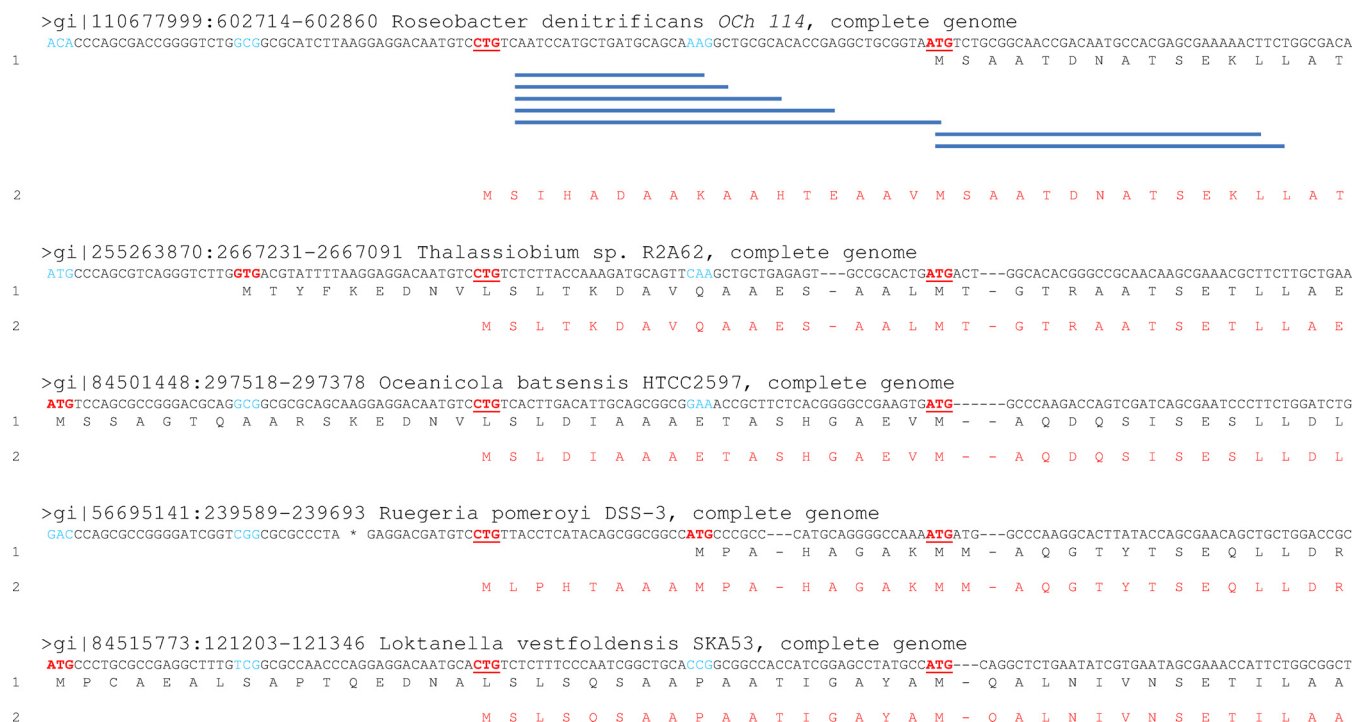 >gi|110677999:602714-602860 Roseobacter denitrificans OCh 114, complete genome
ACACCCAGCGACCGGGGTCTGGCGGCGCATCTTAAGGAGGACAATGTCCTGTCAATCCATGCTGATGCAGCAAAGGCTGCGCACACCGAGGCTGCGGTAATGTCTGCGGCAACCGACAATGCCACGAGCGAAAAACTTCTGGCGACA
1 M S A A T D N A T S E K L L A T
2 M S I H A D A A K A A H T E A A V M S A A T D N A T S E K L L A T
>gi|255263870:2667231-2667091 Thalassiobium sp. R2A62, complete genome
ATGCCCAGCGTCAGGGTCTTGGTGACGTATTTTAAGGAGGACAATGTCCTGTCTCTTACCAAAGATGCAGTTCAAGCTGCTGAGAGT---GCCGCACTGATGACT---GGCACACGGGCCGCAACAAGCGAAACGCTTCTTGCTGAA
1 M T Y F K E D N V L S L T K D A V Q A A E S - A A L M T - G T R A A T S E T L L A E
2 M S L T K D A V Q A A E S - A A L M T - G T R A A T S E T L L A E
>gi|84501448:297518-297378 Oceanicola batsensis HTCC2597, complete genome
ATGTCCAGCGCCGGGACGCAGGCGGCGCGCAGCAAGGAGGACAATGTCCTGTCACTTGACATTGCAGCGGCGGAAACCGCTTCTCACGGGGCCGAAGTGATG------GCCCAAGACCAGTCGATCAGCGAATCCCTTCTGGATCTG
1 M S S A G T Q A A R S K E D N V L S L D I A A A E T A S H G A E V M - - A Q D Q S I S E S L L D L
2 M S L D I A A A E T A S H G A E V M - - A Q D Q S I S E S L L D L
>gi|56695141:239589-239693 Ruegeria pomeroyi DSS-3, complete genome
GACCCCAGCGCCGGGGATCGGTCGGCGCGCCCTA * GAGGACGATGTCCTGTTACCTCATACAGCGGCGGCCATGCCCGCC---CATGCAGGGGCCAAAATGATG---GCCCAAGGCACTTATACCAGCGAACAGCTGCTGGACCGC
1 M P A - H A G A K M M - A Q G T Y T S E Q L L D R
2 M L P H T A A A M P A - H A G A K M M - A Q G T Y T S E Q L L D R
>gi|84515773:121203-121346 Loktanella vestfoldensis SKA53, complete genome
ATGCCCTGCGCCGAGGCTTTGTCGGCGCCAACCCAGGAGGACAATGCACTGTCTCTTTCCCAATCGGCTGCACCGGCGGCCACCATCGGAGCCTATGCCATG---CAGGCTCTGAATATCGTGAATAGCGAAACCATTCTGGCGGCT
1 M P C A E A L S A P T Q E D N A L S L S Q S A A P A A T I G A Y A M - Q A L N I V N S E T I L A A
2 M S L S Q S A A P A A T I G A Y A M - Q A L N I V N S E T I L A A